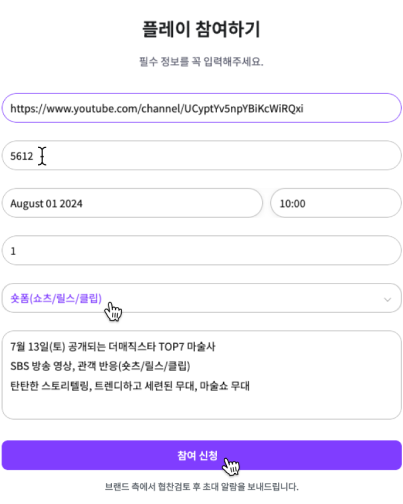 플레이 참여하기
필수 정보를 꼭 입력해주세요.
https://www.youtube.com/channel/UCyptYv5npYBiKcWiRQxi
5612
August 01 2024
10:00
1
숏폼(쇼츠/릴스/클립)
7월 13일(토) 공개되는 더매직스타 TOP7 마술사
SBS 방송 영상, 관객 반응(숏츠/릴스/클립)
탄탄한 스토리텔링, 트렌디하고 세련된 무대, 마술쇼 무대
참여 신청
브랜드 측에서 협찬검토 후 초대 알람을 보내드립니다.